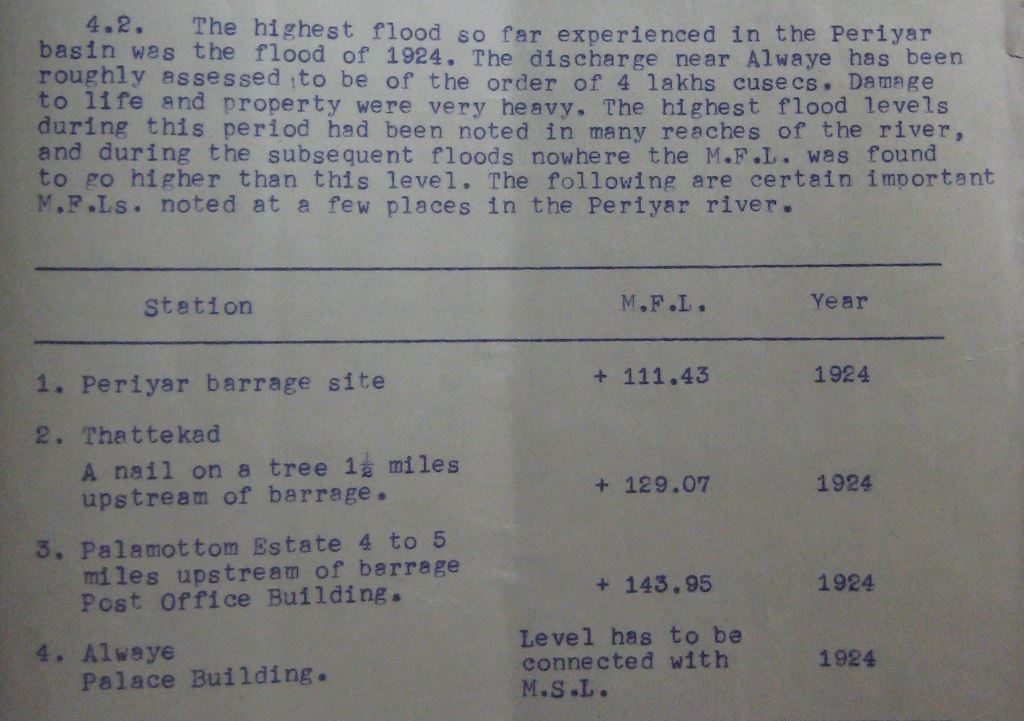 4.2. The highest flood so far experienced in the Periyar
basin was the flood of 1924. The discharge near Alwaye has been
roughly assessed to be of the order of 4 lakhs cusecs. Damage
to life and property were very heavy. The highest flood levels
during this period had been noted in many reaches of the river,
and during the subsequent floods nowhere the M.F.L. was found
to go higher than this level. The following are certain important
M.F.Ls. noted at a few places in the Periyar river.
Station M.F.L. Year
1. Periyar barrage site + 111.43 1924
2. Thattekad
A nail on a tree 1½ miles
upstream of barrage. + 129.07 1924
3. Palamottom Estate 4 to 5
miles upstream of barrage
Post Office Building. + 143.95 1924
4. Alwaye
Palace Building.
Level has to be
connected with
M.S.L.
1924